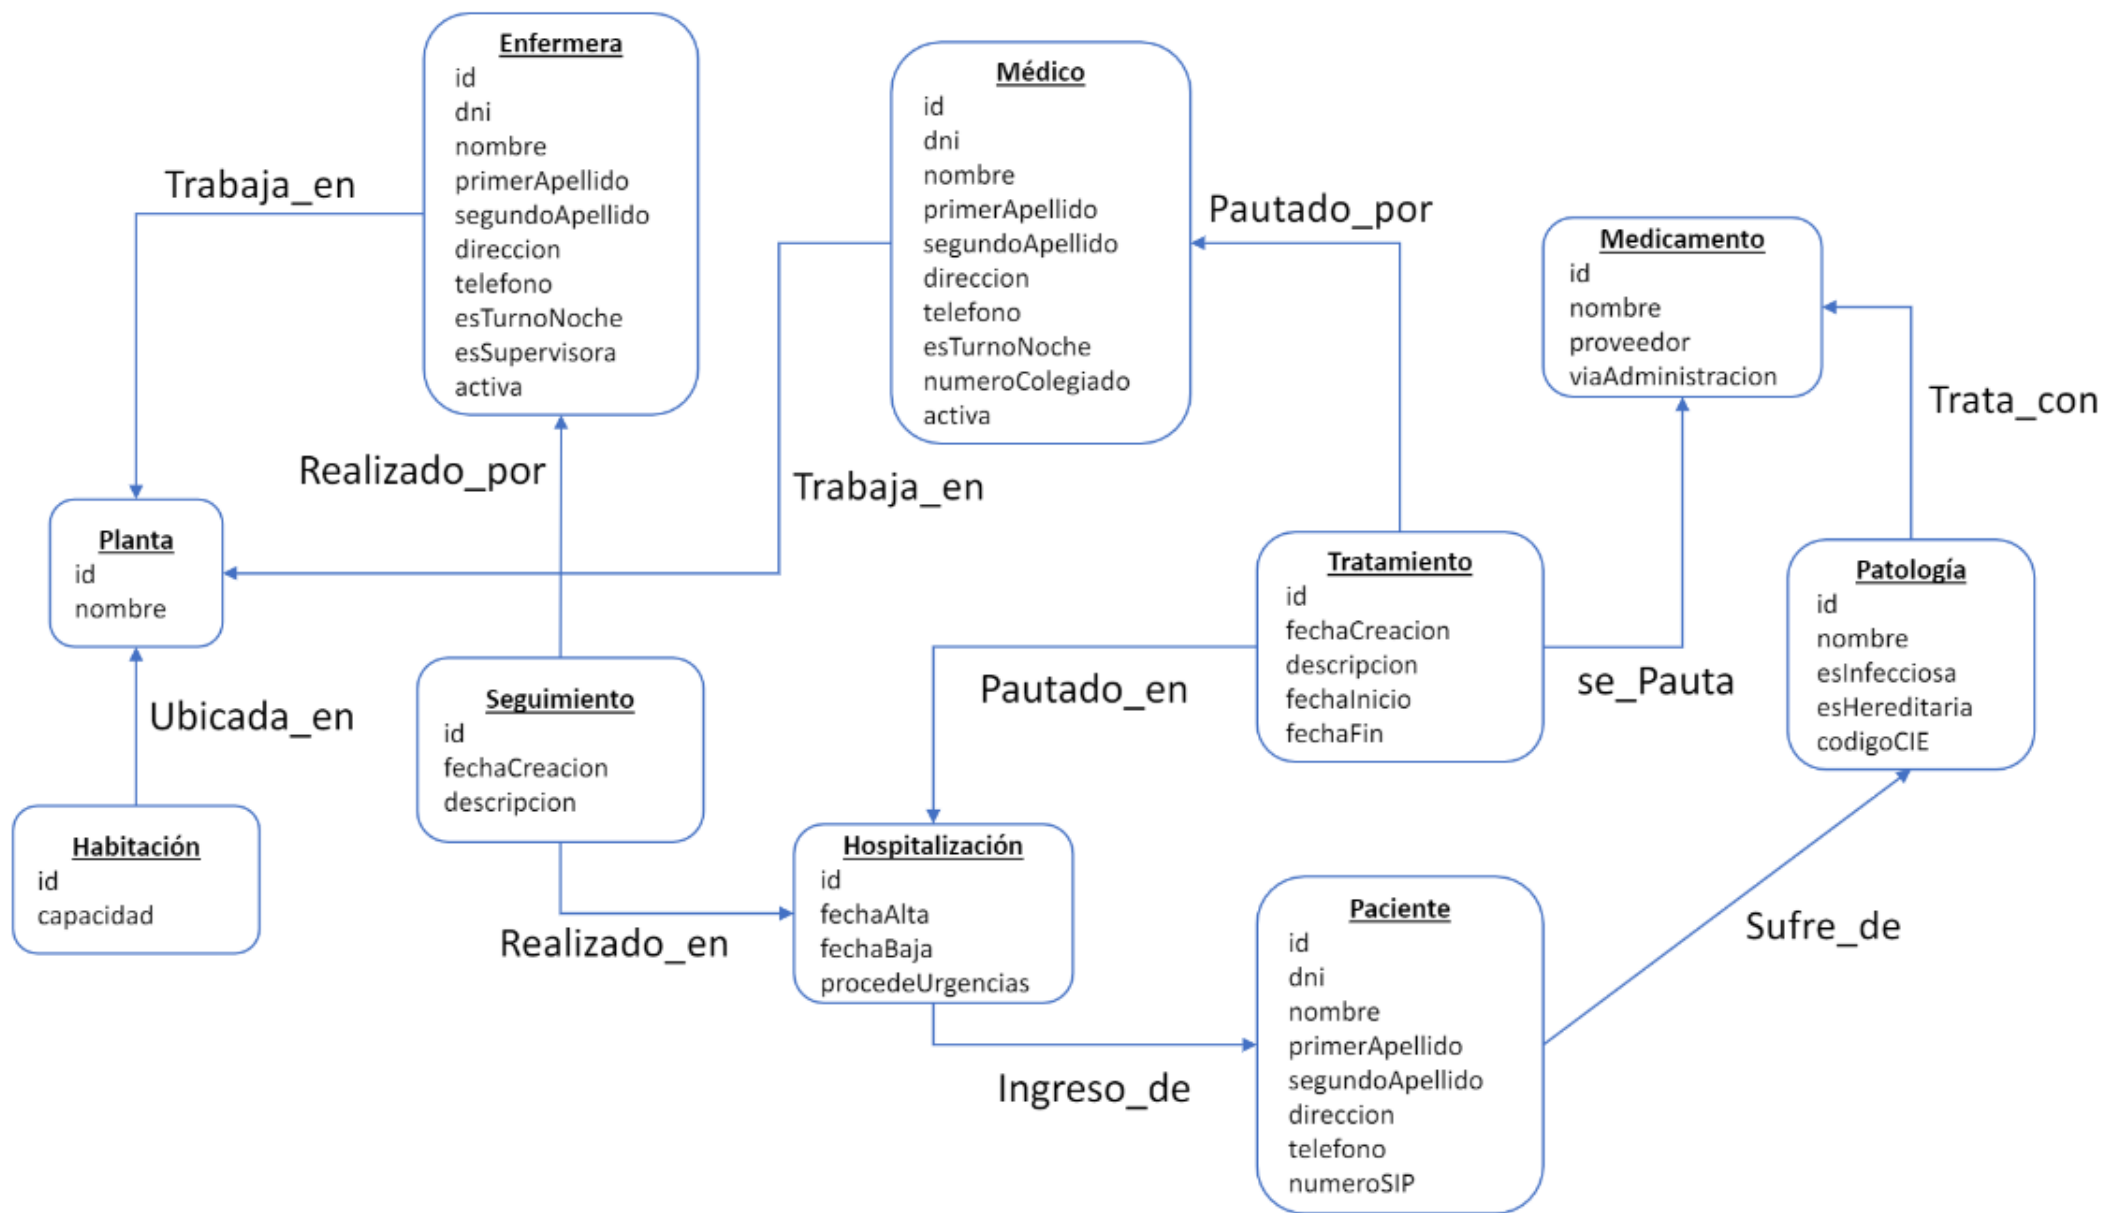 Enfermera
id
dni
nombre
primerApellido
segundoApellido
direccion
telefono
esTurnoNoche
esSupervisora
activa
Médico
id
dni
nombre
primerApellido
segundoApellido
direccion
telefono
esTurnoNoche
numeroColegiado
activa
Trabaja_en
Pautado_por
Medicamento
id
nombre
proveedor
viaAdministracion
Trata_con
Realizado_por
Trabaja_en
Planta
id
nombre
Tratamiento
id
fechaCreacion
descripcion
fechaInicio
fechaFin
Patología
id
nombre
esInfecciosa
esHereditaria
codigoCIE
Ubicada_en
Seguimiento
id
fechaCreacion
descripcion
Pautado_en
se_Pauta
Habitación
id
capacidad
Hospitalización
id
fechaAlta
fechaBaja
procedeUrgencias
Realizado_en
Paciente
id
dni
nombre
primerApellido
segundoApellido
direccion
telefono
numeroSIP
Sufre_de
Ingreso_de